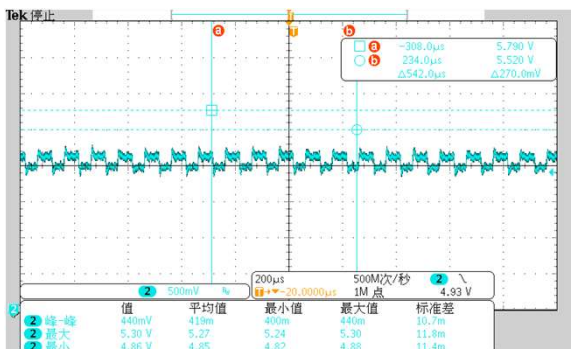 Tek 停止
a
b
T
a -308.0µs 5.790 V
b 234.0µs 5.520 V
△542.0µs △270.0mV
2 500mV
200µs 500M次/秒 2
T→▼-20.0000µs 1M 点 4.93 V
2
值 平均值 最小值 最大值 标准差
2 峰-峰 440mV 419m 400m 440m 10.7m
2 最大 5.30 V 5.27 5.24 5.30 11.8m
2 最小 4.86 V 4.85 4.82 4.88 11.4m